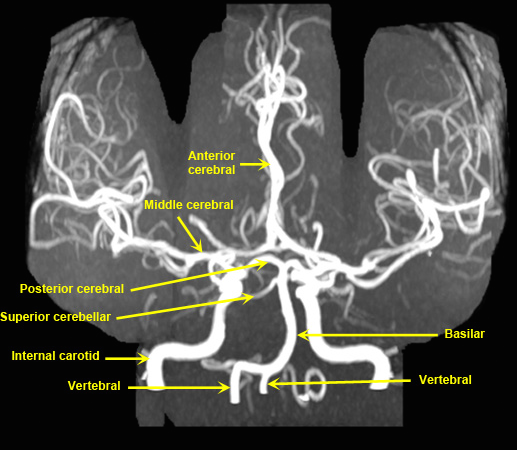 Anterior
cerebral
Middle cerebral
Posterior cerebral
Superior cerebellar
Basilar
Internal carotid
Vertebral
Vertebral